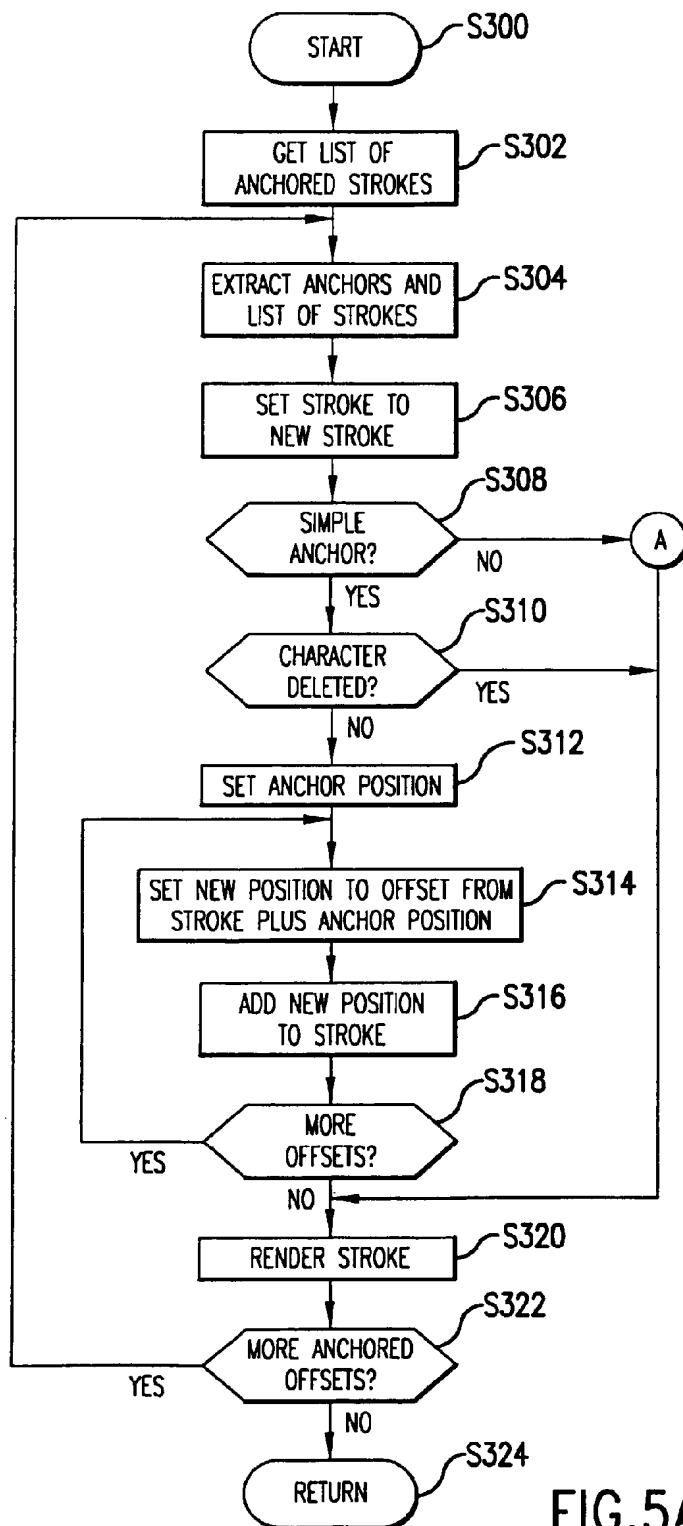 START
S300
GET LIST OF
ANCHORED STROKES
S302
EXTRACT ANCHORS AND
LIST OF STROKES
S304
SET STROKE TO
NEW STROKE
S306
SIMPLE
ANCHOR?
S308
NO
A
YES
CHARACTER
DELETED?
S310
YES
NO
SET ANCHOR POSITION
S312
SET NEW POSITION TO OFFSET FROM
STROKE PLUS ANCHOR POSITION
S314
ADD NEW POSITION
TO STROKE
S316
MORE
OFFSETS?
S318
YES
NO
RENDER STROKE
S320
MORE ANCHORED
OFFSETS?
S322
YES
NO
RETURN
S324
FIG.5A